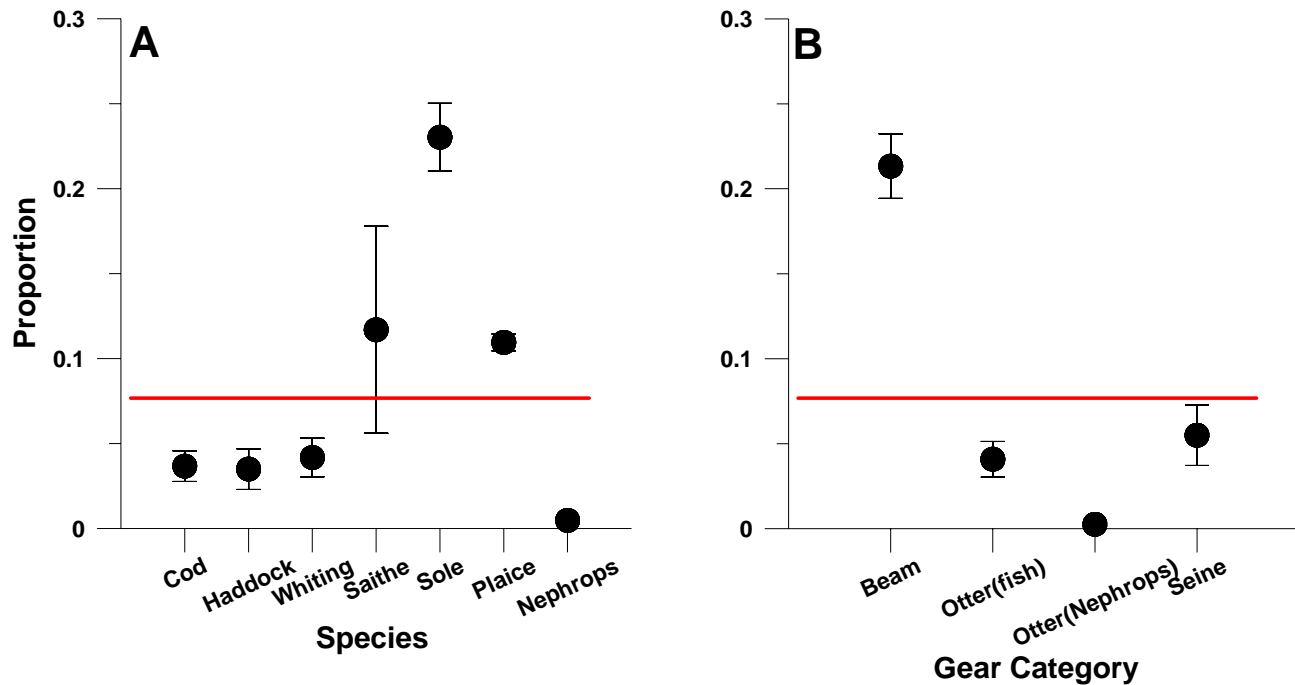 A
0.3
0.2
0.1
0
Proportion
Cod
Haddock
Whiting
Saithe
Sole
Plaice
Nephrops
Species
B
0.3
0.2
0.1
0
Beam
Otter(fish)
Otter(Nephrops)
Seine
Gear Category